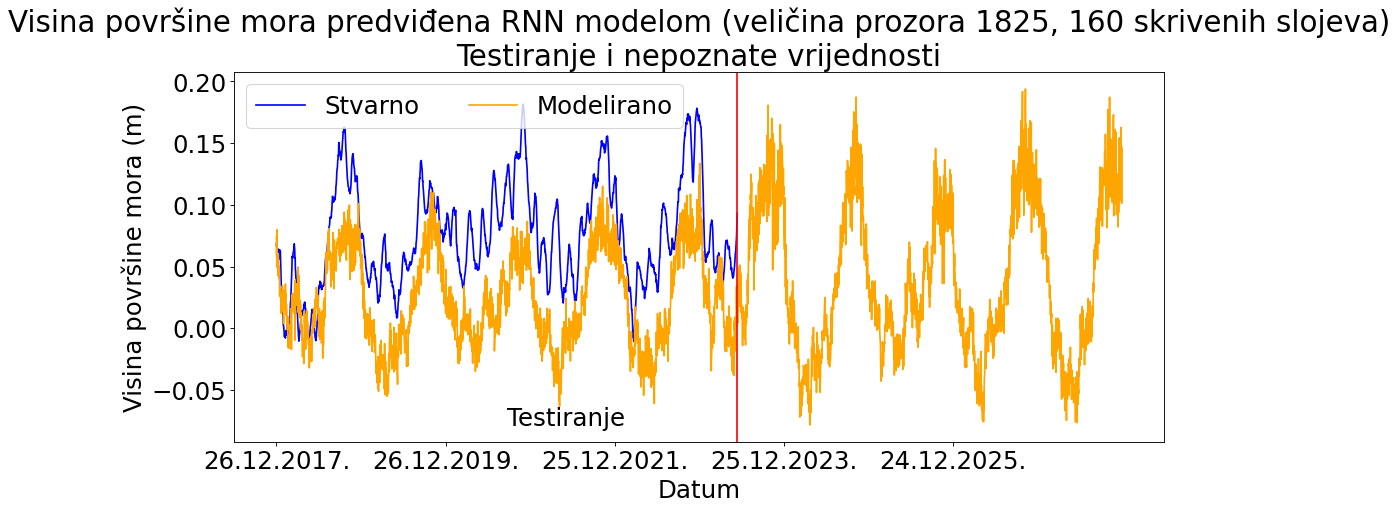 Visina površine mora predviđena RNN modelom (veličina prozora 1825, 160 skrivenih slojeva)
Testiranje i nepoznate vrijednosti
Stvarno Modelirano
Visina površine mora (m)
0.20
0.15
0.10
0.05
0.00
−0.05
Testiranje
26.12.2017. 26.12.2019. 25.12.2021. 25.12.2023. 24.12.2025.
Datum